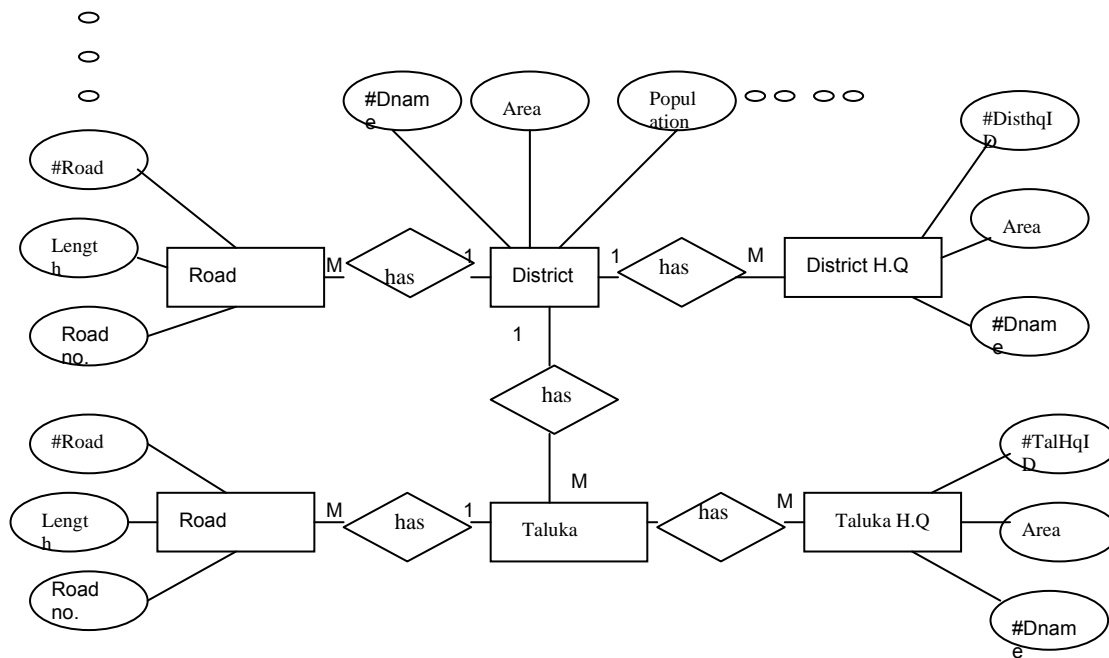 #Dnam
e
Area
Popul
ation
#DisthqI
D
#Road
Lengt
h
Road
no.
Road
M
has
1
District
1
has
M
District H.Q
Area
#Dnam
e
1
has
M
#Road
Lengt
h
Road
no.
Road
M
has
1
Taluka
has
M
Taluka H.Q
#TalHqI
D
Area
#Dnam
e